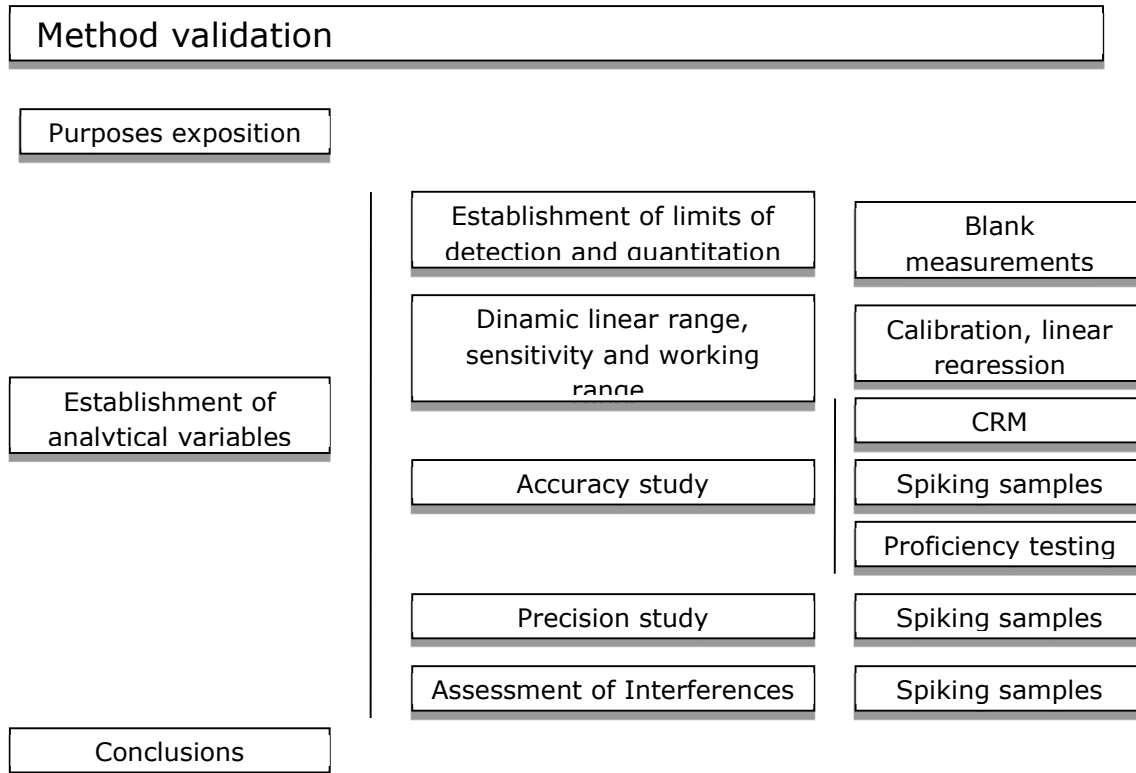 Method validation
Purposes exposition
Establishment of limits of
detection and quantitation
Blank
measurements
Dinamic linear range,
sensitivity and working
range
Calibration, linear
regression
Establishment of
analytical variables
CRM
Accuracy study
Spiking samples
Proficiency testing
Precision study
Spiking samples
Assessment of Interferences
Spiking samples
Conclusions